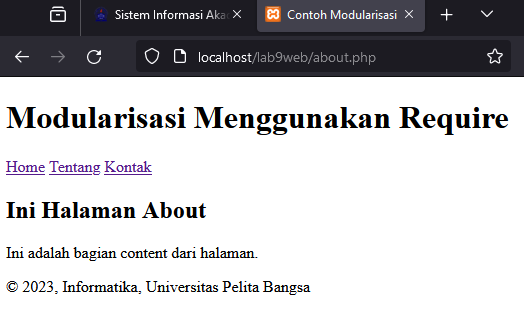 Sistem Informasi Aka
Contoh Modularisasi
localhost/lab9web/about.php
Modularisasi Menggunakan Require
Home Tentang Kontak
Ini Halaman About
Ini adalah bagian content dari halaman.
© 2023, Informatika, Universitas Pelita Bangsa